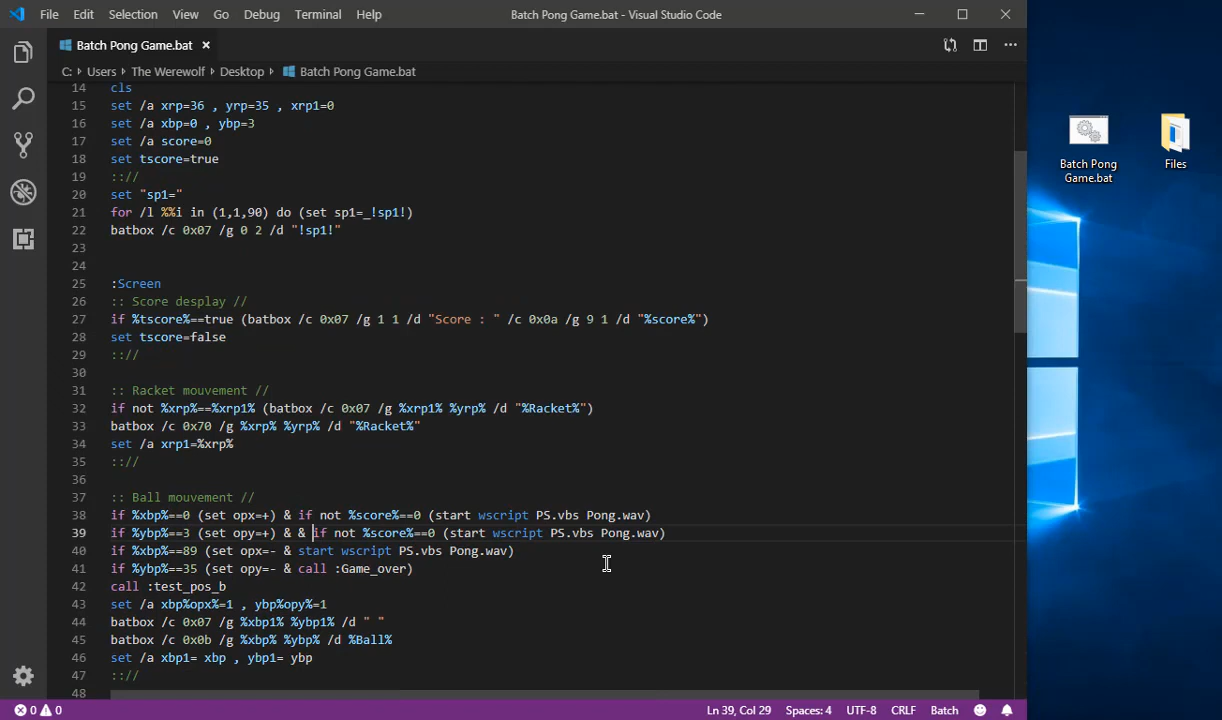 File Edit Selection View Go Debug Terminal Help Batch Pong Game.bat - Visual Studio Code
Batch Pong Game.bat ×
C: > Users > The Werewolf > Desktop > Batch Pong Game.bat
14 cls
15 set /a xrp=36 , yrp=35 , xrp1=0
16 set /a xbp=0 , ybp=3
17 set /a score=0
18 set tscore=true
19 :://
20 set "sp1="
21 for /l %%i in (1,1,90) do (set sp1=_!sp1!)
22 batbox /c 0x07 /g 0 2 /d "!sp1!"
23
24
25 :Screen
26 :: Score desplay //
27 if %tscore%==true (batbox /c 0x07 /g 1 1 /d "Score : " /c 0x0a /g 9 1 /d "%score%")
28 set tscore=false
29 :://
30
31 :: Racket mouvement //
32 if not %xrp%==%xrp1% (batbox /c 0x07 /g %xrp1% %yrp% /d "%Racket%")
33 batbox /c 0x70 /g %xrp% %yrp% /d "%Racket%"
34 set /a xrp1=%xrp%
35 :://
36
37 :: Ball mouvement //
38 if %xbp%==0 (set opx=+) & if not %score%==0 (start wscript PS.vbs Pong.wav)
39 if %ybp%==3 (set opy=+) & & if not %score%==0 (start wscript PS.vbs Pong.wav)
40 if %xbp%==89 (set opx=- & start wscript PS.vbs Pong.wav)
41 if %ybp%==35 (set opy=- & call :Game_over)
42 call :test_pos_b
43 set /a xbp%opx%=1 , ybp%opy%=1
44 batbox /c 0x07 /g %xbp1% %ybp1% /d " "
45 batbox /c 0x0b /g %xbp% %ybp% /d %Ball%
46 set /a xbp1= xbp , ybp1= ybp
47 :://
48
0 0 Ln 39, Col 29 Spaces: 4 UTF-8 CRLF Batch
Batch Pong
Game.bat
Files